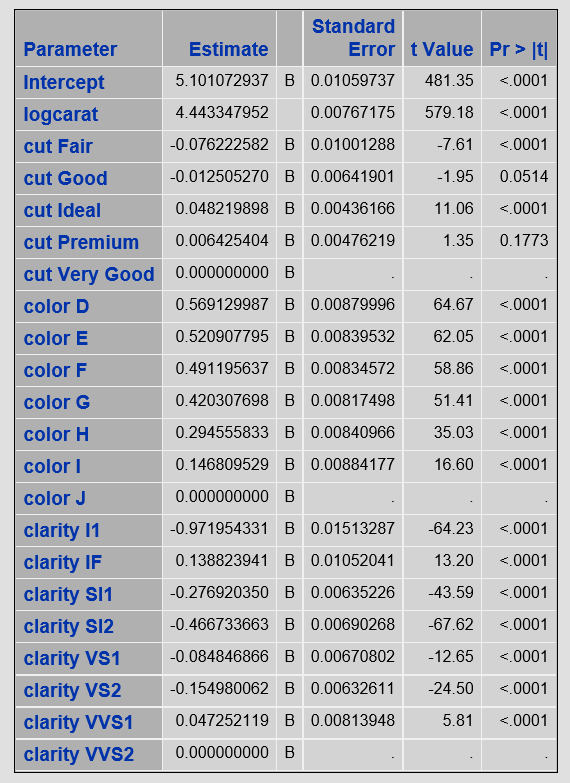 Parameter Estimate Standard Error t Value Pr > |t|
Intercept 5.101072937 B 0.01059737 481.35 <.0001
logcarat 4.443347952 0.00767175 579.18 <.0001
cut Fair -0.076222582 B 0.01001288 -7.61 <.0001
cut Good -0.012505270 B 0.00641901 -1.95 0.0514
cut Ideal 0.048219898 B 0.00436166 11.06 <.0001
cut Premium 0.006425404 B 0.00476219 1.35 0.1773
cut Very Good 0.000000000 B . . .
color D 0.569129987 B 0.00879996 64.67 <.0001
color E 0.520907795 B 0.00839532 62.05 <.0001
color F 0.491195637 B 0.00834572 58.86 <.0001
color G 0.420307698 B 0.00817498 51.41 <.0001
color H 0.294555833 B 0.00840966 35.03 <.0001
color I 0.146809529 B 0.00884177 16.60 <.0001
color J 0.000000000 B . . .
clarity I1 -0.971954331 B 0.01513287 -64.23 <.0001
clarity IF 0.138823941 B 0.01052041 13.20 <.0001
clarity SI1 -0.276920350 B 0.00635226 -43.59 <.0001
clarity SI2 -0.466733663 B 0.00690268 -67.62 <.0001
clarity VS1 -0.084846866 B 0.00670802 -12.65 <.0001
clarity VS2 -0.154980062 B 0.00632611 -24.50 <.0001
clarity VVS1 0.047252119 B 0.00813948 5.81 <.0001
clarity VVS2 0.000000000 B . . .